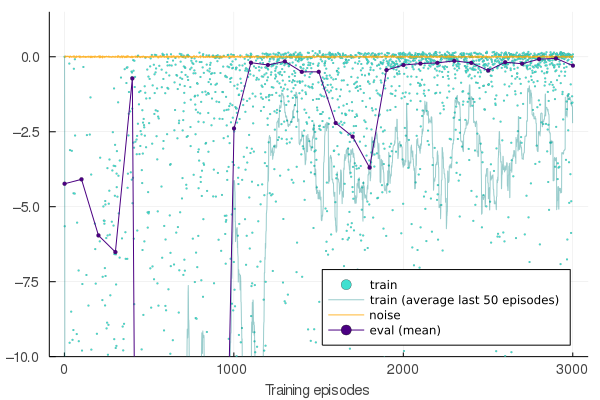 0.0
−2.5
−5.0
−7.5
−10.0
0
1000
2000
3000
Training episodes
train
train (average last 50 episodes)
noise
eval (mean)